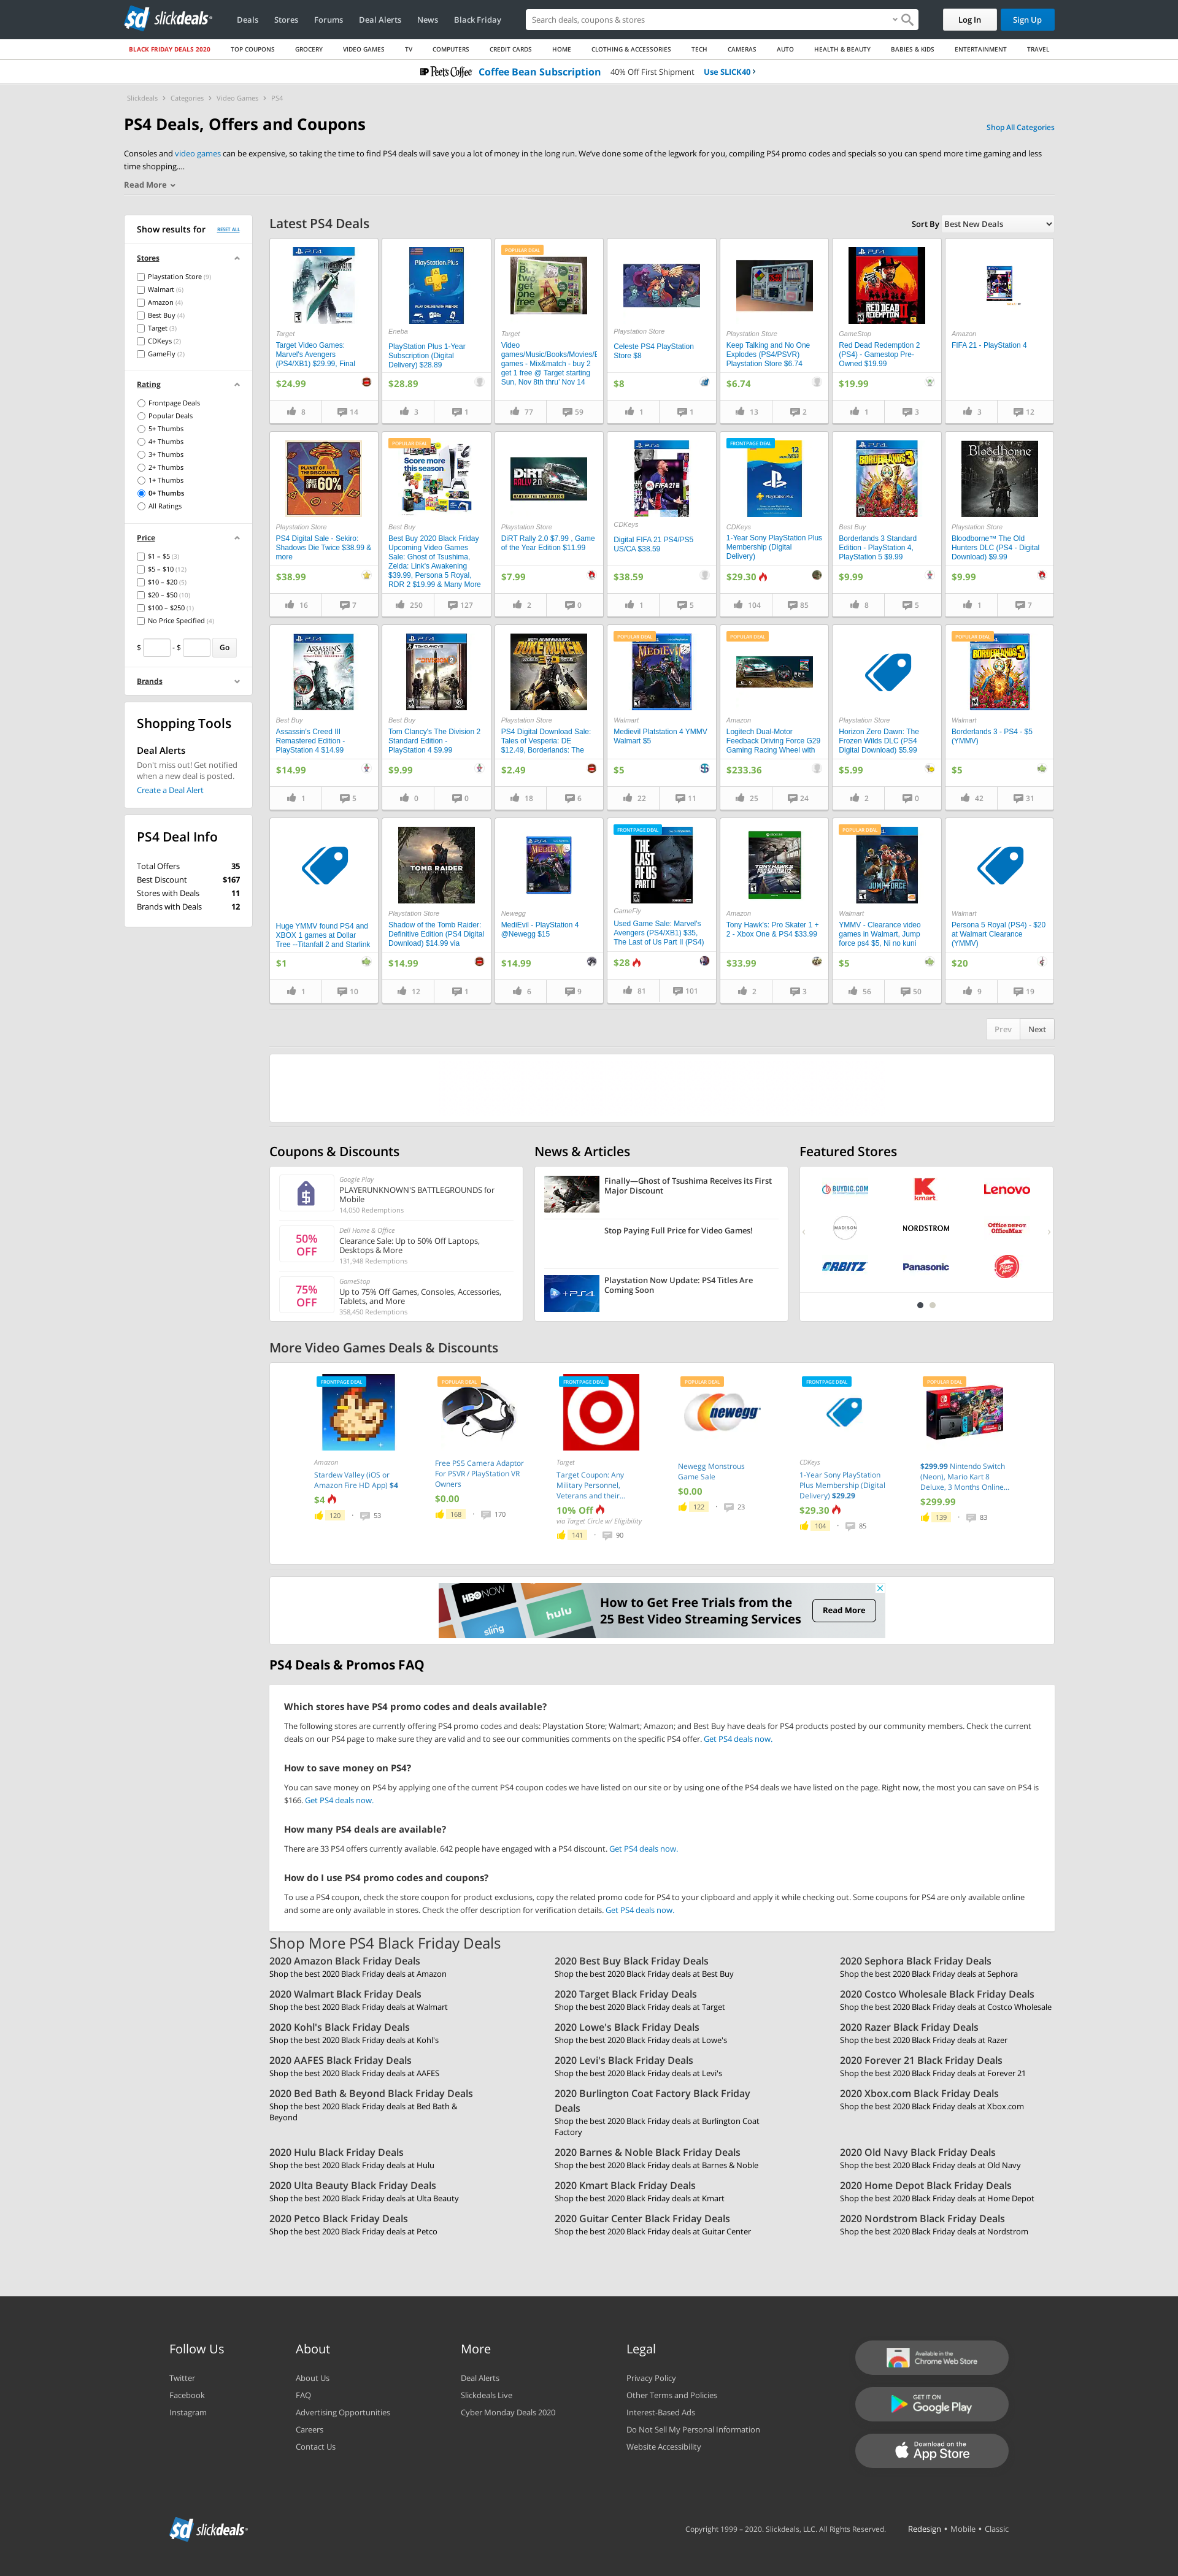 slickdeals
Deals Stores Forums Deal Alerts News Black Friday
Search deals, coupons & stores
Log In Sign Up
BLACK FRIDAY DEALS 2020 TOP COUPONS GROCERY VIDEO GAMES TV COMPUTERS CREDIT CARDS HOME CLOTHING & ACCESSORIES TECH CAMERAS AUTO HEALTH & BEAUTY BABIES & KIDS ENTERTAINMENT TRAVEL
Peet's Coffee Coffee Bean Subscription 40% Off First Shipment Use SLICK40 ›
Slickdeals › Categories › Video Games › PS4
PS4 Deals, Offers and Coupons
Shop All Categories
Consoles and video games can be expensive, so taking the time to find PS4 deals will save you a lot of money in the long run. We've done some of the legwork for you, compiling PS4 promo codes and specials so you can spend more time gaming and less
time shopping....
Read More
Show results for RESET ALL
Stores
Playstation Store (9)
Walmart (6)
Amazon (4)
Best Buy (4)
Target (3)
CDKeys (2)
GameFly (2)
Rating
Frontpage Deals
Popular Deals
5+ Thumbs
4+ Thumbs
3+ Thumbs
2+ Thumbs
1+ Thumbs
0+ Thumbs
All Ratings
Price
$1 – $5 (3)
$5 – $10 (12)
$10 – $20 (5)
$20 – $50 (10)
$100 – $250 (1)
No Price Specified (4)
$ - $ Go
Brands
Shopping Tools
Deal Alerts
Don't miss out! Get notified
when a new deal is posted.
Create a Deal Alert
PS4 Deal Info
Total Offers 35
Best Discount $167
Stores with Deals 11
Brands with Deals 12
Latest PS4 Deals
Sort By Best New Deals
Target
Target Video Games:
Marvel's Avengers
(PS4/XB1) $29.99, Final
$24.99
8 14
Eneba
PlayStation Plus 1-Year
Subscription (Digital
Delivery) $28.89
$28.89
3 1
POPULAR DEAL
Target
Video
games/Music/Books/Movies/E
games - Mix&match - buy 2
get 1 free @ Target starting
Sun, Nov 8th thru' Nov 14
77 59
Playstation Store
Celeste PS4 PlayStation
Store $8
$8
1 1
Playstation Store
Keep Talking and No One
Explodes (PS4/PSVR)
Playstation Store $6.74
$6.74
13 2
GameStop
Red Dead Redemption 2
(PS4) - Gamestop Pre-
Owned $19.99
$19.99
1 3
Amazon
FIFA 21 - PlayStation 4
3 12
Playstation Store
PS4 Digital Sale - Sekiro:
Shadows Die Twice $38.99 &
more
$38.99
16 7
POPULAR DEAL
Best Buy
Best Buy 2020 Black Friday
Upcoming Video Games
Sale: Ghost of Tsushima,
Zelda: Link's Awakening
$39.99, Persona 5 Royal,
RDR 2 $19.99 & Many More
250 127
Playstation Store
DiRT Rally 2.0 $7.99 , Game
of the Year Edition $11.99
$7.99
2 0
CDKeys
Digital FIFA 21 PS4/PS5
US/CA $38.59
$38.59
1 5
FRONTPAGE DEAL
CDKeys
1-Year Sony PlayStation Plus
Membership (Digital
Delivery)
$29.30
104 85
Best Buy
Borderlands 3 Standard
Edition - PlayStation 4,
PlayStation 5 $9.99
$9.99
8 5
Playstation Store
Bloodborne™ The Old
Hunters DLC (PS4 - Digital
Download) $9.99
$9.99
1 7
Best Buy
Assassin's Creed III
Remastered Edition -
PlayStation 4 $14.99
$14.99
1 5
Best Buy
Tom Clancy's The Division 2
Standard Edition -
PlayStation 4 $9.99
$9.99
0 0
Playstation Store
PS4 Digital Download Sale:
Tales of Vesperia: DE
$12.49, Borderlands: The
$2.49
18 6
POPULAR DEAL
Walmart
Medievil Platstation 4 YMMV
Walmart $5
$5
22 11
POPULAR DEAL
Amazon
Logitech Dual-Motor
Feedback Driving Force G29
Gaming Racing Wheel with
$233.36
25 24
Playstation Store
Horizon Zero Dawn: The
Frozen Wilds DLC (PS4
Digital Download) $5.99
$5.99
2 0
POPULAR DEAL
Walmart
Borderlands 3 - PS4 - $5
(YMMV)
$5
42 31
Huge YMMV found PS4 and
XBOX 1 games at Dollar
Tree --Titanfall 2 and Starlink
$1
1 10
Playstation Store
Shadow of the Tomb Raider:
Definitive Edition (PS4 Digital
Download) $14.99 via
$14.99
12 1
Newegg
MediEvil - PlayStation 4
@Newegg $15
$14.99
6 9
FRONTPAGE DEAL
GameFly
Used Game Sale: Marvel's
Avengers (PS4/XB1) $35,
The Last of Us Part II (PS4)
$28
81 101
Amazon
Tony Hawk's: Pro Skater 1 +
2 - Xbox One & PS4 $33.99
$33.99
2 3
POPULAR DEAL
Walmart
YMMV - Clearance video
games in Walmart, Jump
force ps4 $5, Ni no kuni
$5
56 50
Walmart
Persona 5 Royal (PS4) - $20
at Walmart Clearance
(YMMV)
$20
9 19
Prev Next
Coupons & Discounts
Google Play
PLAYERUNKNOWN'S BATTLEGROUNDS for
Mobile
14,050 Redemptions
50%
OFF
Dell Home & Office
Clearance Sale: Up to 50% Off Laptops,
Desktops & More
131,948 Redemptions
75%
OFF
GameStop
Up to 75% Off Games, Consoles, Accessories,
Tablets, and More
358,450 Redemptions
News & Articles
Finally—Ghost of Tsushima Receives its First
Major Discount
Stop Paying Full Price for Video Games!
Playstation Now Update: PS4 Titles Are
Coming Soon
Featured Stores
BUYDIG.COM kmart Lenovo
MADISON NORDSTROM Office DEPOT OfficeMax
ORBITZ Panasonic
More Video Games Deals & Discounts
FRONTPAGE DEAL
Amazon
Stardew Valley (iOS or
Amazon Fire HD App) $4
$4
120 53
POPULAR DEAL
Free PS5 Camera Adaptor
For PSVR / PlayStation VR
Owners
$0.00
168 170
FRONTPAGE DEAL
Target
Target Coupon: Any
Military Personnel,
Veterans and their...
10% Off
via Target Circle w/ Eligibility
141 90
POPULAR DEAL
newegg
Newegg Monstrous
Game Sale
$0.00
122 23
FRONTPAGE DEAL
CDKeys
1-Year Sony PlayStation
Plus Membership (Digital
Delivery) $29.29
$29.30
104 85
POPULAR DEAL
$299.99 Nintendo Switch
(Neon), Mario Kart 8
Deluxe, 3 Months Online...
$299.99
139 83
HBO NOW sling hulu
How to Get Free Trials from the
25 Best Video Streaming Services
Read More
PS4 Deals & Promos FAQ
Which stores have PS4 promo codes and deals available?
The following stores are currently offering PS4 promo codes and deals: Playstation Store; Walmart; Amazon; and Best Buy have deals for PS4 products posted by our community members. Check the current
deals on our PS4 page to make sure they are valid and to see our communities comments on the specific PS4 offer. Get PS4 deals now.
How to save money on PS4?
You can save money on PS4 by applying one of the current PS4 coupon codes we have listed on our site or by using one of the PS4 deals we have listed on the page. Right now, the most you can save on PS4 is
$166. Get PS4 deals now.
How many PS4 deals are available?
There are 33 PS4 offers currently available. 642 people have engaged with a PS4 discount. Get PS4 deals now.
How do I use PS4 promo codes and coupons?
To use a PS4 coupon, check the store coupon for product exclusions, copy the related promo code for PS4 to your clipboard and apply it while checking out. Some coupons for PS4 are only available online
and some are only available in stores. Check the offer description for verification details. Get PS4 deals now.
Shop More PS4 Black Friday Deals
2020 Amazon Black Friday Deals
Shop the best 2020 Black Friday deals at Amazon
2020 Best Buy Black Friday Deals
Shop the best 2020 Black Friday deals at Best Buy
2020 Sephora Black Friday Deals
Shop the best 2020 Black Friday deals at Sephora
2020 Walmart Black Friday Deals
Shop the best 2020 Black Friday deals at Walmart
2020 Target Black Friday Deals
Shop the best 2020 Black Friday deals at Target
2020 Costco Wholesale Black Friday Deals
Shop the best 2020 Black Friday deals at Costco Wholesale
2020 Kohl's Black Friday Deals
Shop the best 2020 Black Friday deals at Kohl's
2020 Lowe's Black Friday Deals
Shop the best 2020 Black Friday deals at Lowe's
2020 Razer Black Friday Deals
Shop the best 2020 Black Friday deals at Razer
2020 AAFES Black Friday Deals
Shop the best 2020 Black Friday deals at AAFES
2020 Levi's Black Friday Deals
Shop the best 2020 Black Friday deals at Levi's
2020 Forever 21 Black Friday Deals
Shop the best 2020 Black Friday deals at Forever 21
2020 Bed Bath & Beyond Black Friday Deals
Shop the best 2020 Black Friday deals at Bed Bath &
Beyond
2020 Burlington Coat Factory Black Friday
Deals
Shop the best 2020 Black Friday deals at Burlington Coat
Factory
2020 Xbox.com Black Friday Deals
Shop the best 2020 Black Friday deals at Xbox.com
2020 Hulu Black Friday Deals
Shop the best 2020 Black Friday deals at Hulu
2020 Barnes & Noble Black Friday Deals
Shop the best 2020 Black Friday deals at Barnes & Noble
2020 Old Navy Black Friday Deals
Shop the best 2020 Black Friday deals at Old Navy
2020 Ulta Beauty Black Friday Deals
Shop the best 2020 Black Friday deals at Ulta Beauty
2020 Kmart Black Friday Deals
Shop the best 2020 Black Friday deals at Kmart
2020 Home Depot Black Friday Deals
Shop the best 2020 Black Friday deals at Home Depot
2020 Petco Black Friday Deals
Shop the best 2020 Black Friday deals at Petco
2020 Guitar Center Black Friday Deals
Shop the best 2020 Black Friday deals at Guitar Center
2020 Nordstrom Black Friday Deals
Shop the best 2020 Black Friday deals at Nordstrom
Follow Us
Twitter
Facebook
Instagram
About
About Us
FAQ
Advertising Opportunities
Careers
Contact Us
More
Deal Alerts
Slickdeals Live
Cyber Monday Deals 2020
Legal
Privacy Policy
Other Terms and Policies
Interest-Based Ads
Do Not Sell My Personal Information
Website Accessibility
Available in the
Chrome Web Store
GET IT ON
Google Play
Download on the
App Store
slickdeals
Copyright 1999 – 2020. Slickdeals, LLC. All Rights Reserved. Redesign • Mobile • Classic